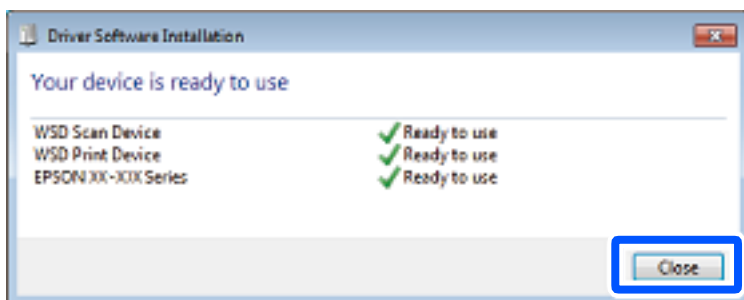 Driver Software Installation
Your device is ready to use
WSD Scan Device Ready to use
WSD Print Device Ready to use
EPSON XX-XXX Series Ready to use
Close